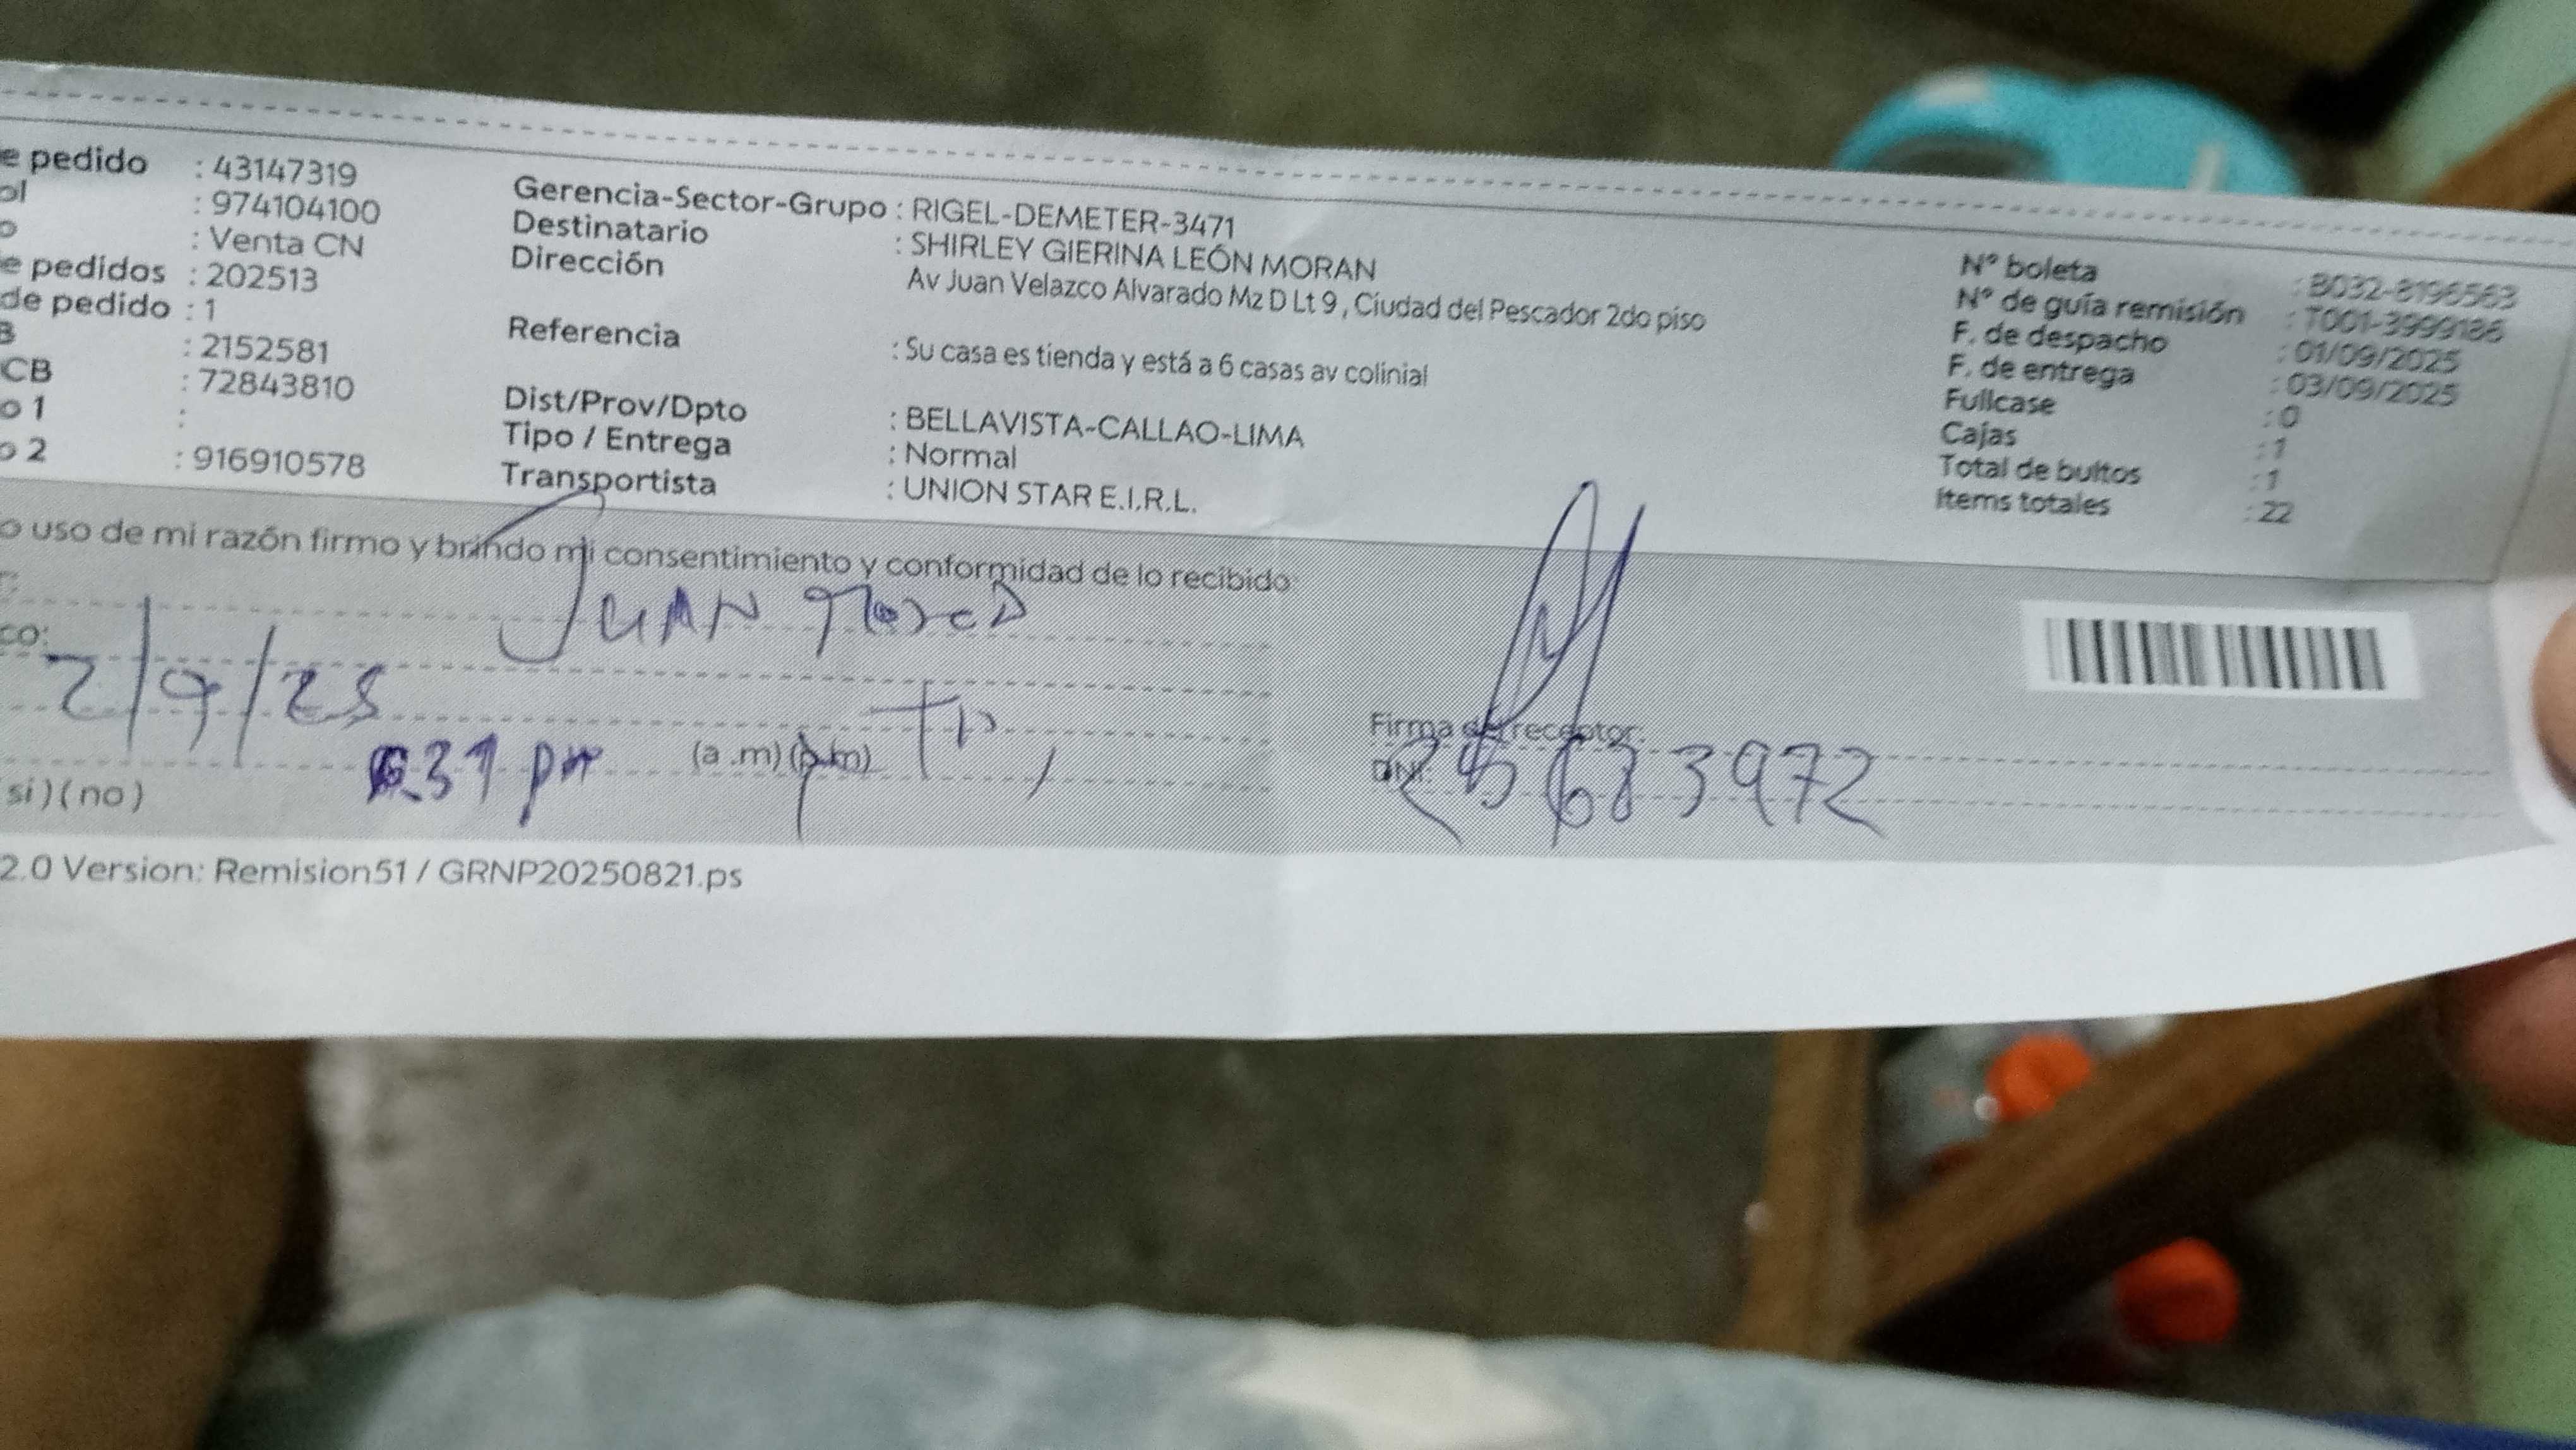 e pedido : 43147319
ol : 974104100
o : Venta CN
e pedidos : 202513
de pedido : 1
B : 2152581
CB : 72843810
o 1 :
o 2 : 916910578
Gerencia-Sector-Grupo : RIGEL-DEMETER-3471
Destinatario : SHIRLEY GIERINA LEÓN MORAN
Dirección Av Juan Velazco Alvarado Mz D Lt 9 , Ciudad del Pescador 2do piso
Referencia : Su casa es tienda y está a 6 casas av colinial
Dist/Prov/Dpto : BELLAVISTA-CALLAO-LIMA
Tipo / Entrega : Normal
Transportista : UNION STAR E.I.R.L.
N° boleta : B032-8196563
N° de guía remisión : T001-3999186
F. de despacho : 01/09/2025
F. de entrega : 03/09/2025
Fullcase : 0
Cajas : 1
Total de bultos : 1
Items totales : 22
o uso de mi razón firmo y brindo mi consentimiento y conformidad de lo recibido:
JUAN
co:
2/9/25
31 pm (a .m) (p.m)
Firma del receptor:
DNI: 25683972
si) ( no )
2.0 Version: Remision51 / GRNP20250821.ps